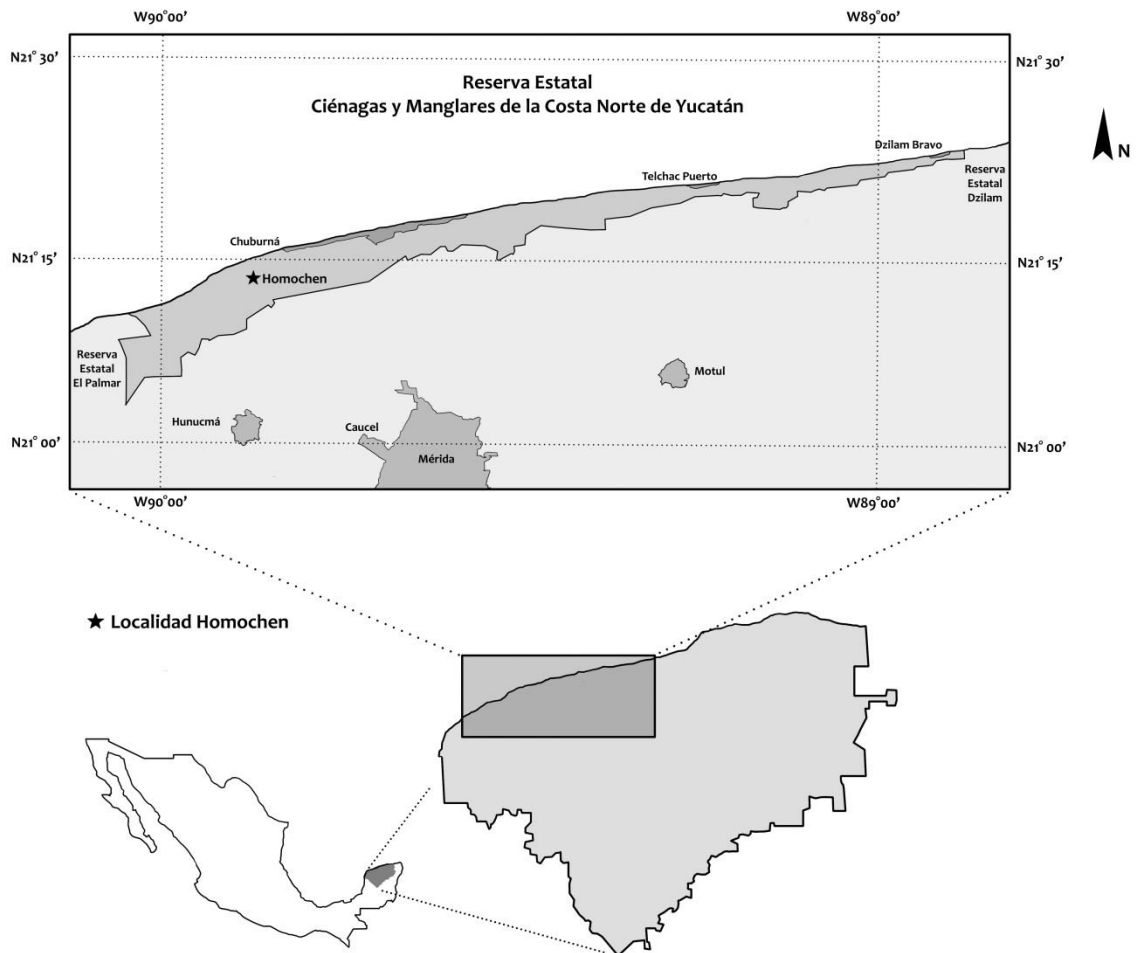 W90°00’
W89°00’
N21° 30’
N21° 30’
Reserva Estatal
Ciénagas y Manglares de la Costa Norte de Yucatán
N
Dzilam Bravo
Telchac Puerto
Reserva
Estatal
Dzilam
Chuburná
N21° 15’
N21° 15’
Homochen
Reserva
Estatal
El Palmar
Motul
Hunucmá
Caucel
N21° 00’
N21° 00’
Mérida
W90°00’
W89°00’
Localidad Homochen